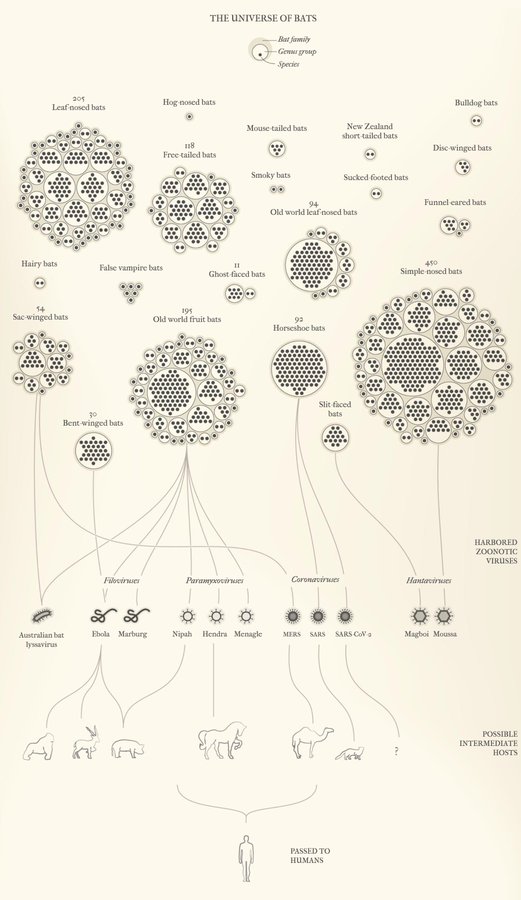 THE UNIVERSE OF BATS
Bat family
Genus group
Species
205
Leaf-nosed bats
Hog-nosed bats
Bulldog bats
118
Free-tailed bats
Mouse-tailed bats
New Zealand
short-tailed bats
Disc-winged bats
Smoky bats
Sucked-footed bats
94
Old world leaf-nosed bats
Funnel-eared bats
Hairy bats
False vampire bats
11
Ghost-faced bats
450
Simple-nosed bats
54
Sac-winged bats
195
Old world fruit bats
92
Horseshoe bats
30
Bent-winged bats
Slit-faced
bats
HARBORED
ZOONOTIC
VIRUSES
Filoviruses
Paramyxoviruses
Coronaviruses
Hantaviruses
Australian bat
lyssavirus
Ebola
Marburg
Nipah
Hendra
Menagle
MERS
SARS
SARS CoV-2
Magboi
Moussa
POSSIBLE
INTERMEDIATE
HOSTS
?
PASSED TO
HUMANS